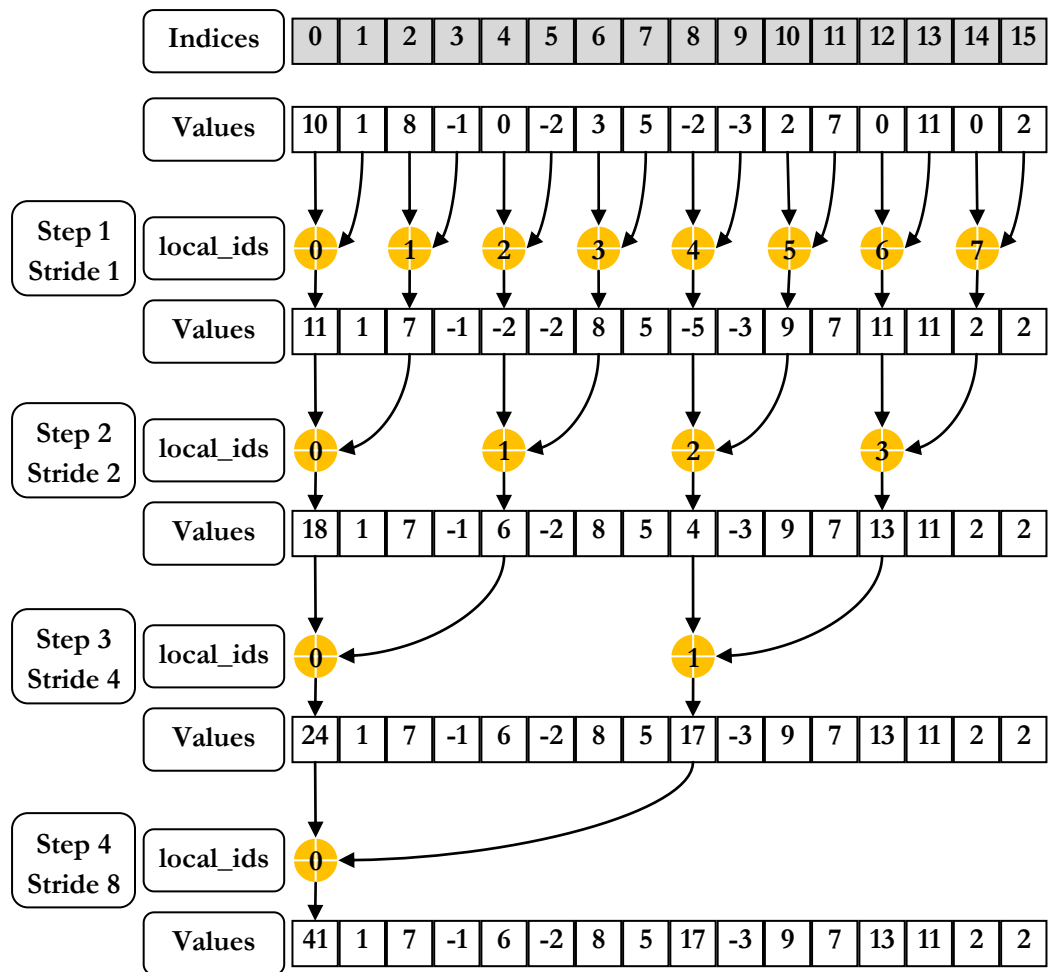 Indices 0 1 2 3 4 5 6 7 8 9 10 11 12 13 14 15
Values 10 1 8 -1 0 -2 3 5 -2 -3 2 7 0 11 0 2
Step 1
Stride 1
local_ids 0 1 2 3 4 5 6 7
Values 11 1 7 -1 -2 -2 8 5 -5 -3 9 7 11 11 2 2
Step 2
Stride 2
local_ids 0 1 2 3
Values 18 1 7 -1 6 -2 8 5 4 -3 9 7 13 11 2 2
Step 3
Stride 4
local_ids 0 1
Values 24 1 7 -1 6 -2 8 5 17 -3 9 7 13 11 2 2
Step 4
Stride 8
local_ids 0
Values 41 1 7 -1 6 -2 8 5 17 -3 9 7 13 11 2 2